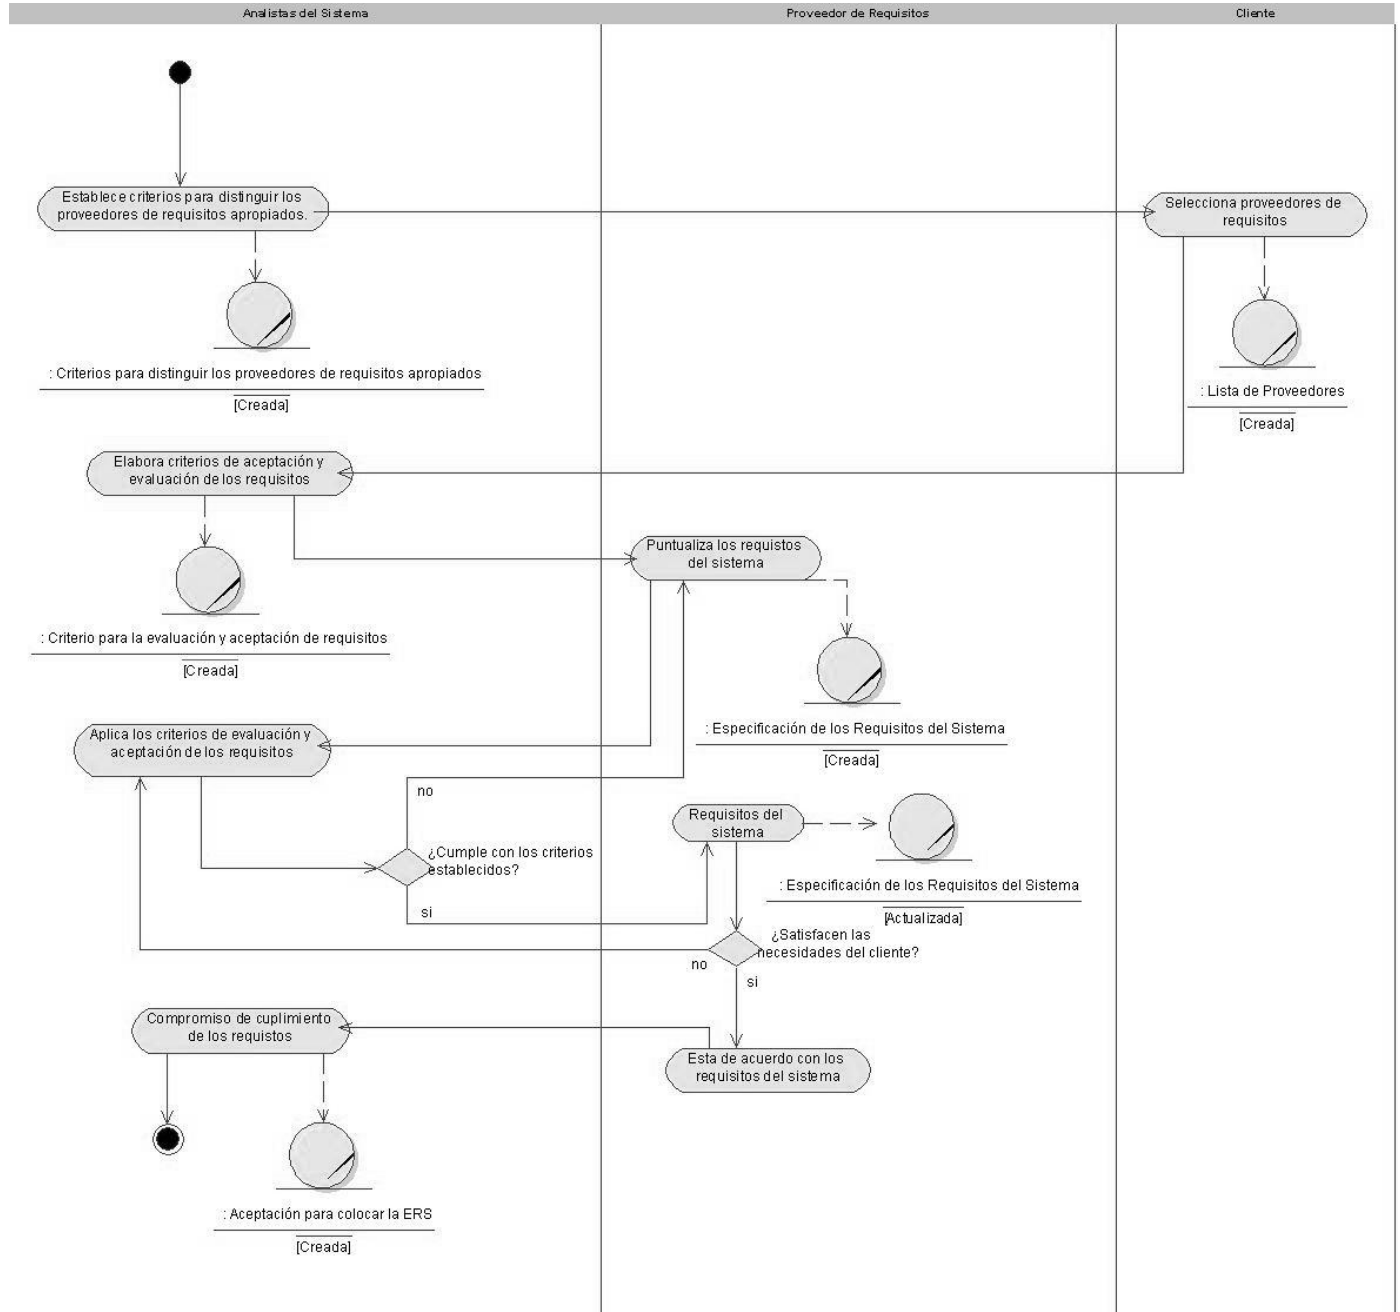 Analistas del Sistema
Proveedor de Requisitos
Cliente
Establece criterios para distinguir los
proveedores de requisitos apropiados.
Selecciona proveedores de
requisitos
: Criterios para distinguir los proveedores de requisitos apropiados
[Creada]
: Lista de Proveedores
[Creada]
Elabora criterios de aceptación y
evaluación de los requisitos
Puntualiza los requistos
del sistema
: Criterio para la evaluación y aceptación de requisitos
[Creada]
: Especificación de los Requisitos del Sistema
[Creada]
Aplica los criterios de evaluación y
aceptación de los requisitos
no
¿Cumple con los criterios
establecidos?
si
Requisitos del
sistema
: Especificación de los Requisitos del Sistema
[Actualizada]
¿Satisfacen las
necesidades del cliente?
no
si
Compromiso de cuplimiento
de los requistos
Esta de acuerdo con los
requisitos del sistema
: Aceptación para colocar la ERS
[Creada]